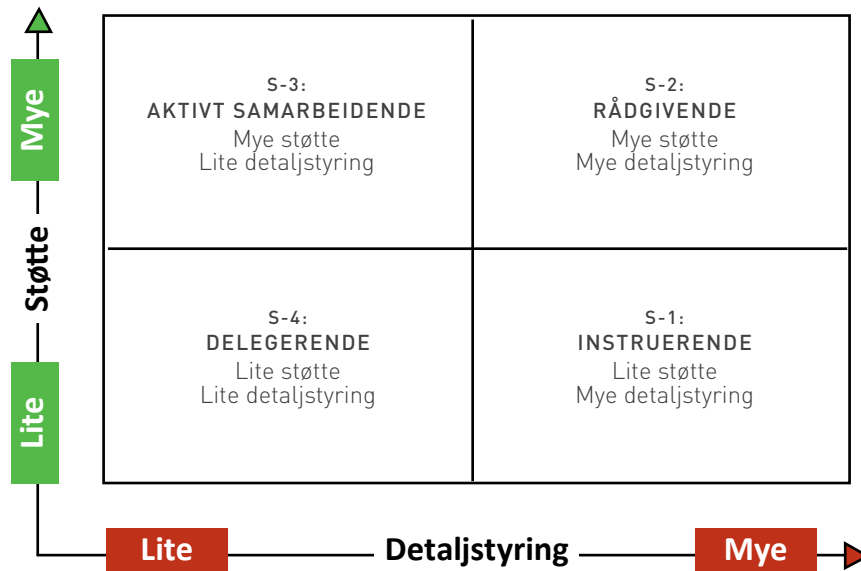 Mye
Støtte
Lite
S-3:
AKTIVT SAMARBEIDENDE
Mye støtte
Lite detaljstyring
S-2:
RÅDGIVENDE
Mye støtte
Mye detaljstyring
S-4:
DELEGERENDE
Lite støtte
Lite detaljstyring
S-1:
INSTRUERENDE
Lite støtte
Mye detaljstyring
Lite
Detaljstyring
Mye